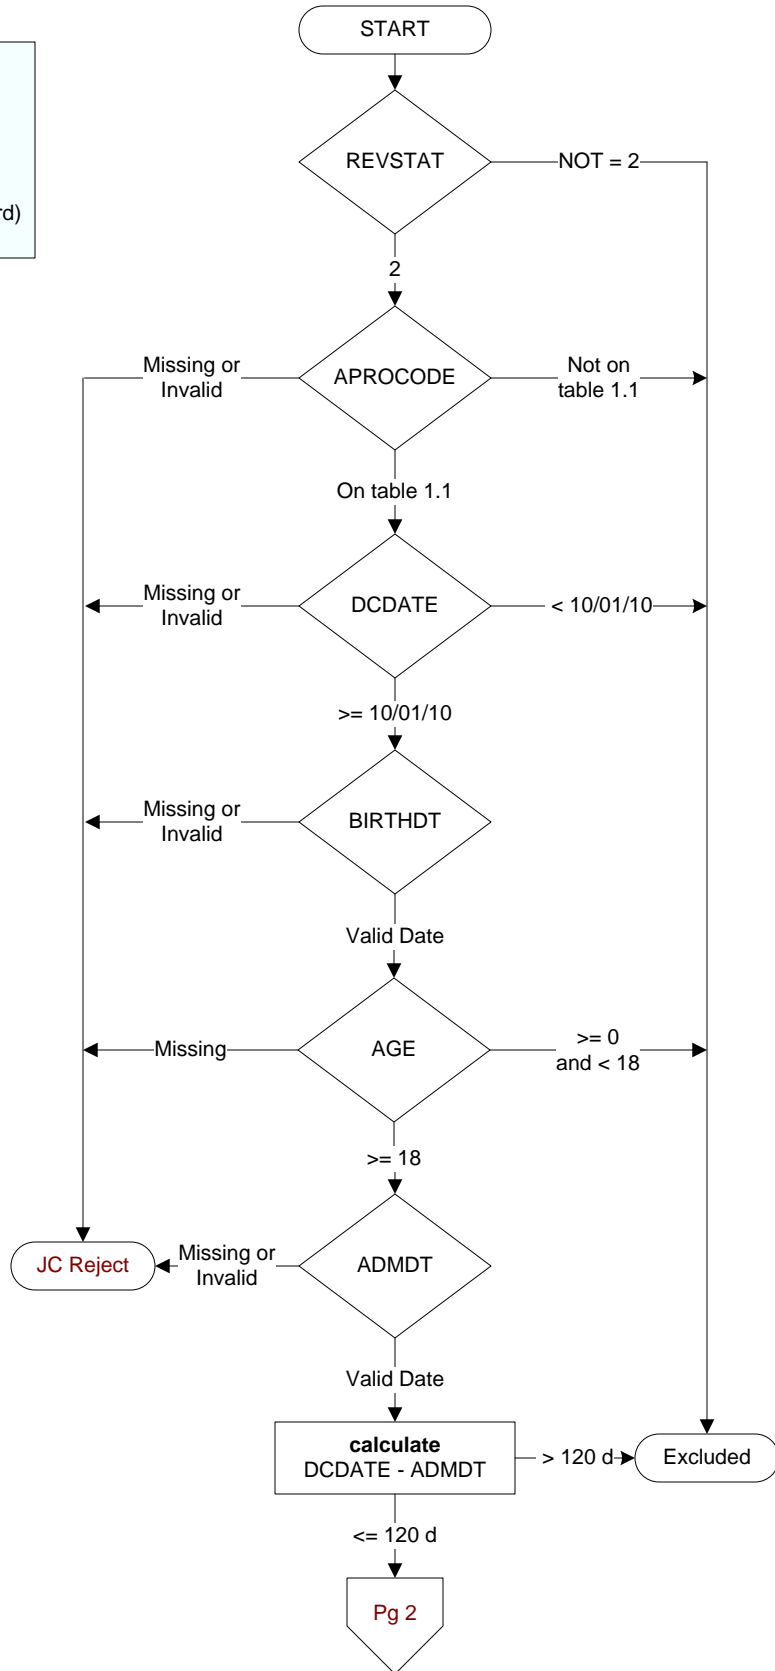 START
REVSTAT
NOT = 2
rd)
2
Missing or
Invalid
APROCODE
Not on
table 1.1
On table 1.1
Missing or
Invalid
DCDATE
< 10/01/10
>= 10/01/10
Missing or
Invalid
BIRTHDT
Valid Date
Missing
AGE
>= 0
and < 18
>= 18
JC Reject
Missing or
Invalid
ADMDT
Valid Date
calculate
DCDATE - ADMDT
> 120 d
Excluded
<= 120 d
Pg 2